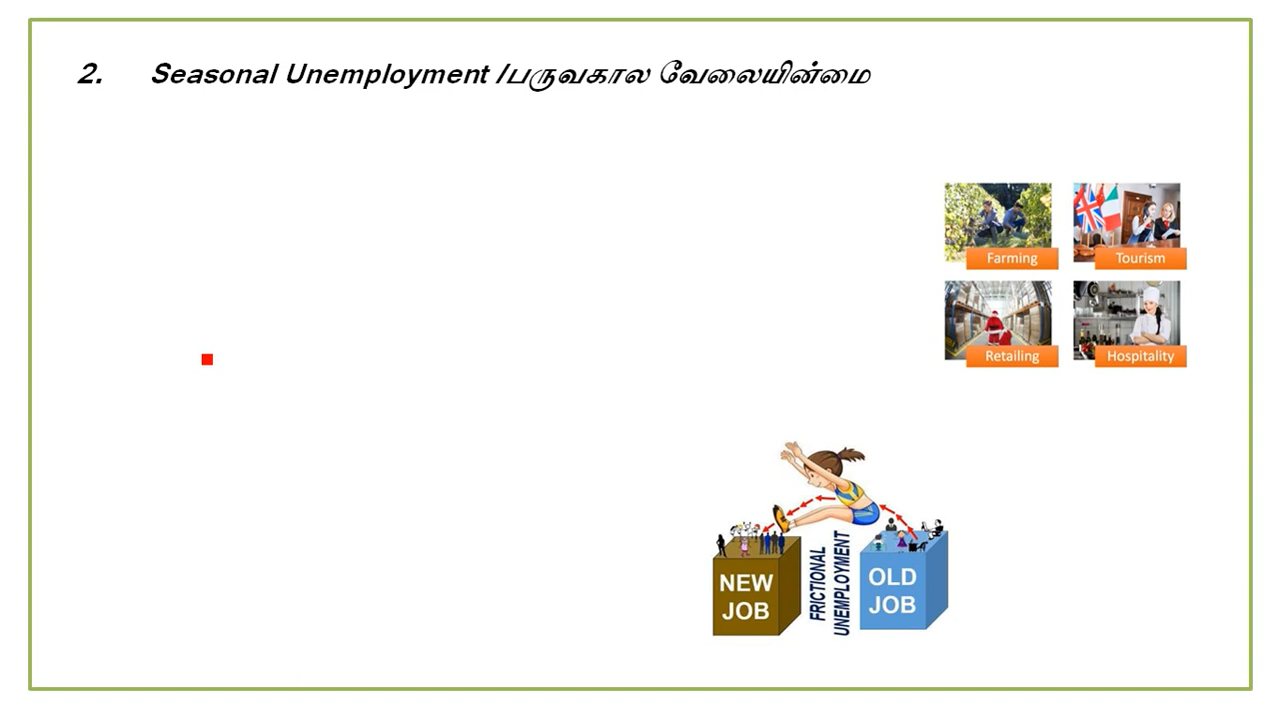 2. Seasonal Unemployment /பருவகால வேலையின்மை
Farming
Tourism
Retailing
Hospitality
NEW
JOB
FRICTIONAL
UNEMPLOYMENT
OLD
JOB